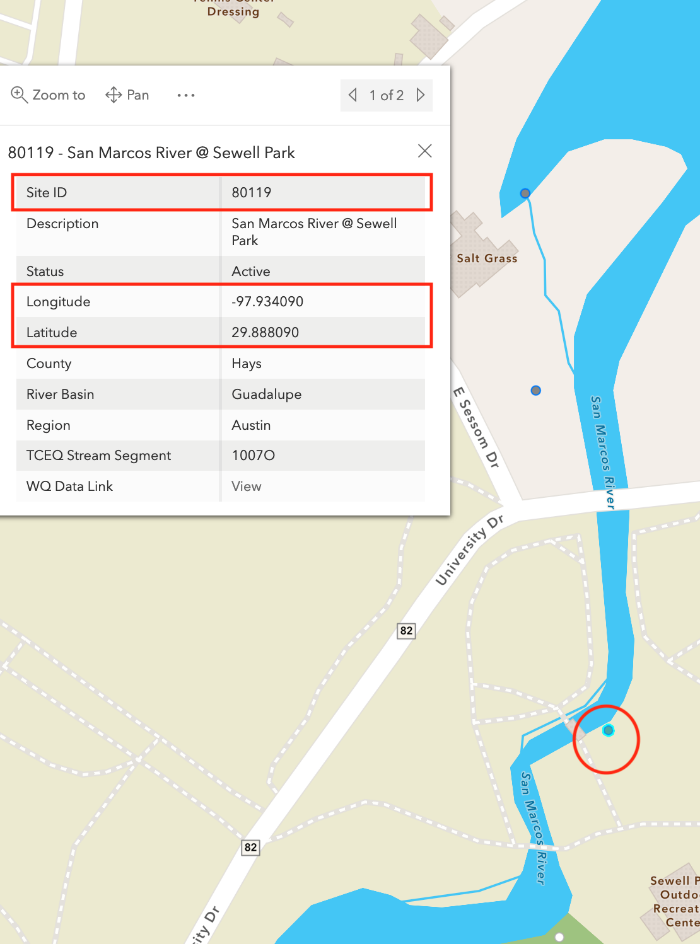 Tennis Center
Dressing
Zoom to
Pan
1 of 2
80119 - San Marcos River @ Sewell Park
Site ID 80119
Description San Marcos River @ Sewell
Park
Status Active
Longitude -97.934090
Latitude 29.888090
County Hays
River Basin Guadalupe
Region Austin
TCEQ Stream Segment 1007O
WQ Data Link View
Salt Grass
E Sessom Dr
San Marcos River
University Dr
82
San Marcos River
82
ity Dr
Sewell P
Outdo
Recreat
Cente